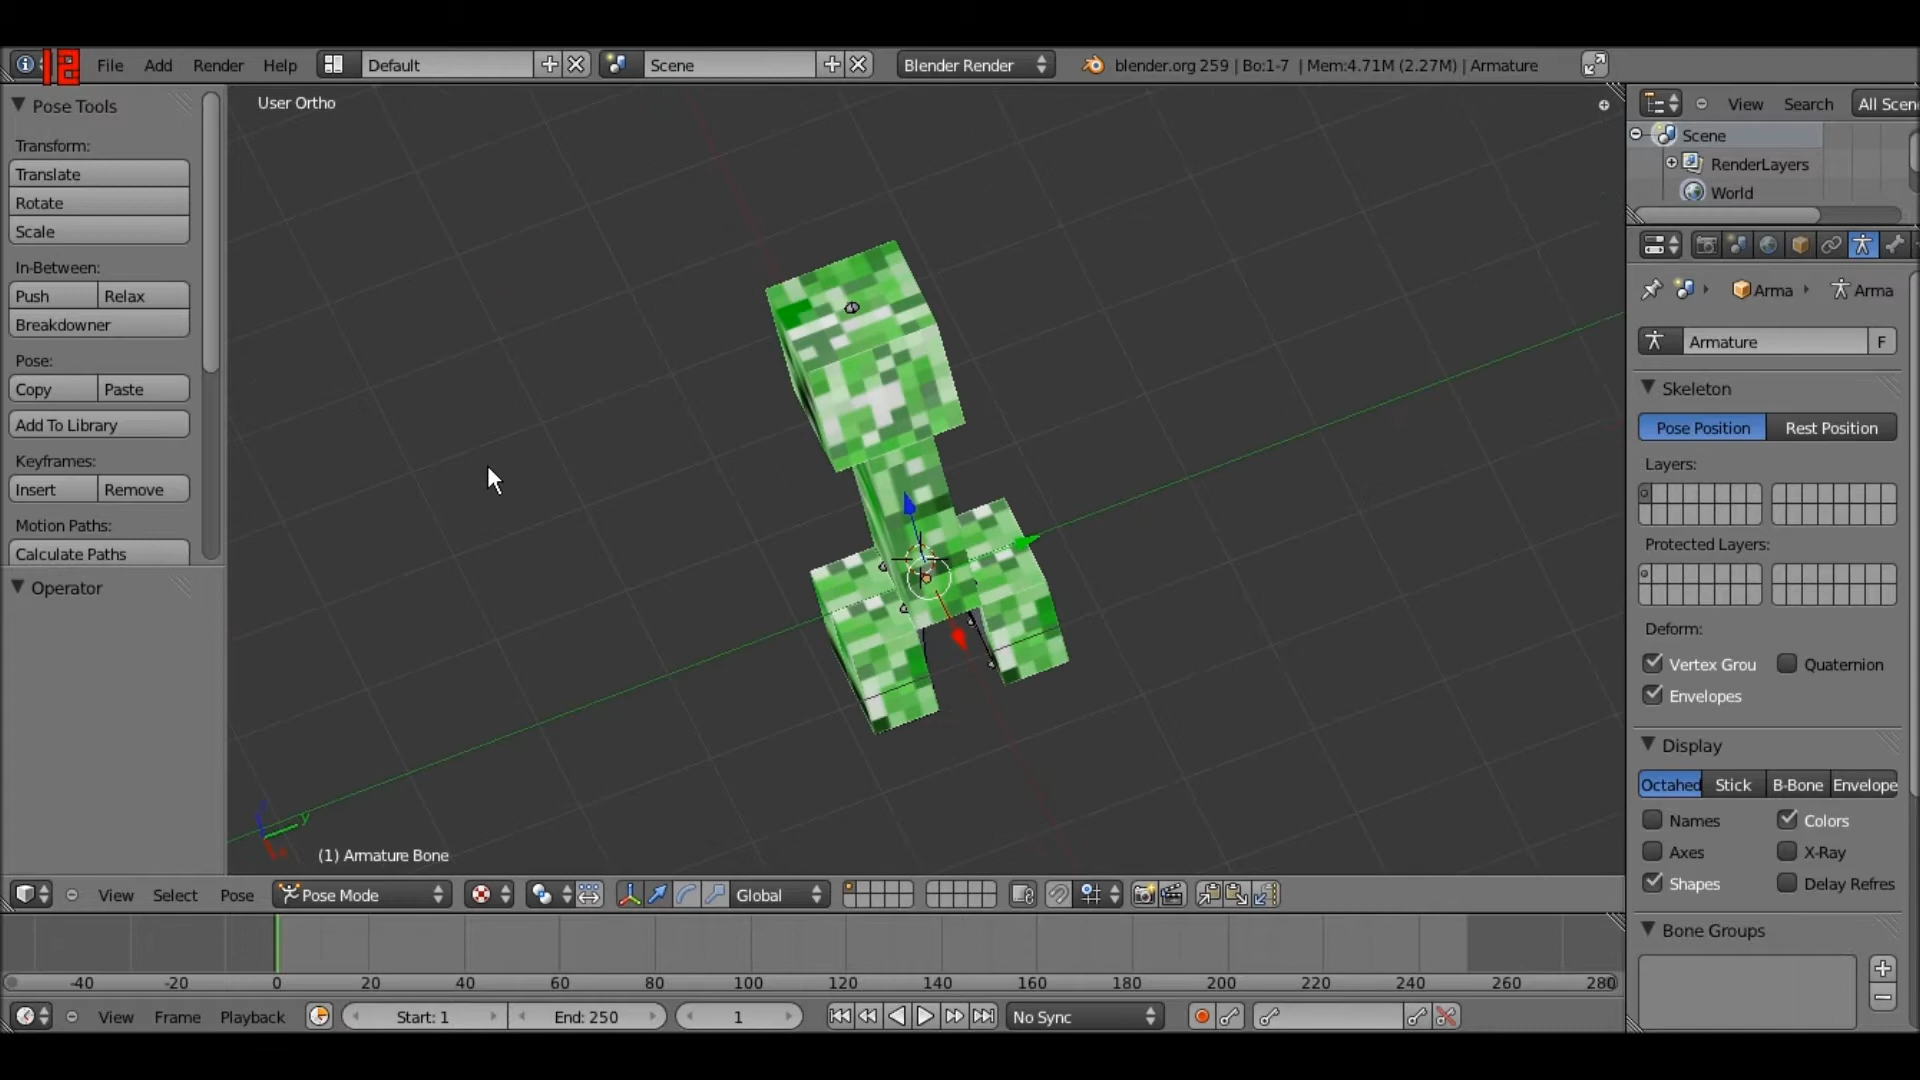 12
File Add Render Help Default Scene Blender Render blender.org 259 | Bo:1-7 | Mem:4.71M (2.27M) | Armature
Pose Tools
Transform:
Translate
Rotate
Scale
In-Between:
Push Relax
Breakdowner
Pose:
Copy Paste
Add To Library
Keyframes:
Insert Remove
Motion Paths:
Calculate Paths
Operator
User Ortho
y
(1) Armature Bone
View Search All Scen
Scene
RenderLayers
World
Arma Arma
Armature F
Skeleton
Pose Position Rest Position
Layers:
Protected Layers:
Deform:
Vertex Grou Quaternion
Envelopes
Display
Octahed Stick B-Bone Envelope
Names Colors
Axes X-Ray
Shapes Delay Refres
Bone Groups
View Select Pose Pose Mode Global
-40 -20 0 20 40 60 80 100 120 140 160 180 200 220 240 260 280
View Frame Playback Start: 1 End: 250 1 No Sync